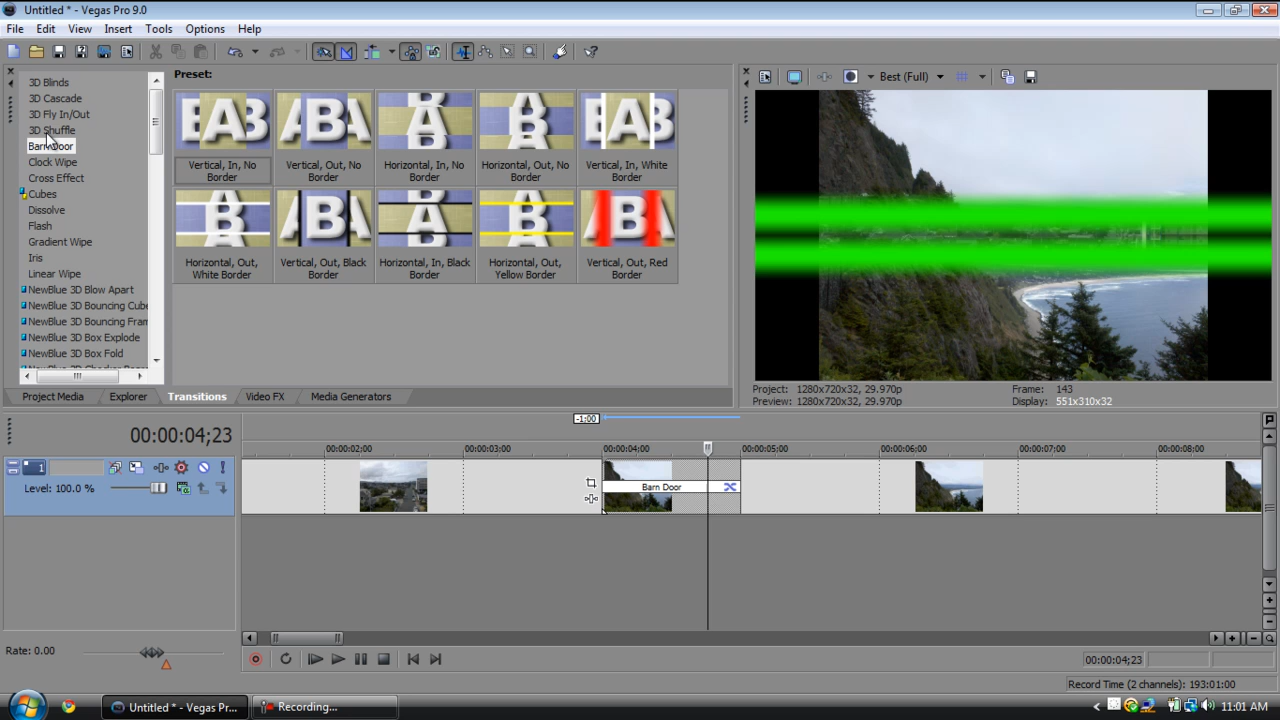 Untitled * - Vegas Pro 9.0
File Edit View Insert Tools Options Help
3D Blinds
3D Cascade
3D Fly In/Out
3D Shuffle
Barn Door
Clock Wipe
Cross Effect
Cubes
Dissolve
Flash
Gradient Wipe
Iris
Linear Wipe
NewBlue 3D Blow Apart
NewBlue 3D Bouncing Cube
NewBlue 3D Bouncing Fram
NewBlue 3D Box Explode
NewBlue 3D Box Fold
Preset:
Vertical, In, No Border
Vertical, Out, No Border
Horizontal, In, No Border
Horizontal, Out, No Border
Vertical, In, White Border
Horizontal, Out, White Border
Vertical, Out, Black Border
Horizontal, In, Black Border
Horizontal, Out, Yellow Border
Vertical, Out, Red Border
Project Media Explorer Transitions Video FX Media Generators
Best (Full)
Project: 1280x720x32, 29.970p Frame: 143
Preview: 1280x720x32, 29.970p Display: 551x310x32
-1:00
00:00:04;23
00:00:02;00 00:00:03;00 00:00:04;00 00:00:05;00 00:00:06;00 00:00:07;00 00:00:08;00
1
Level: 100.0 %
Barn Door
Rate: 0.00
00:00:04;23
Record Time (2 channels): 193:01:00
Untitled * - Vegas Pr... Recording... 11:01 AM